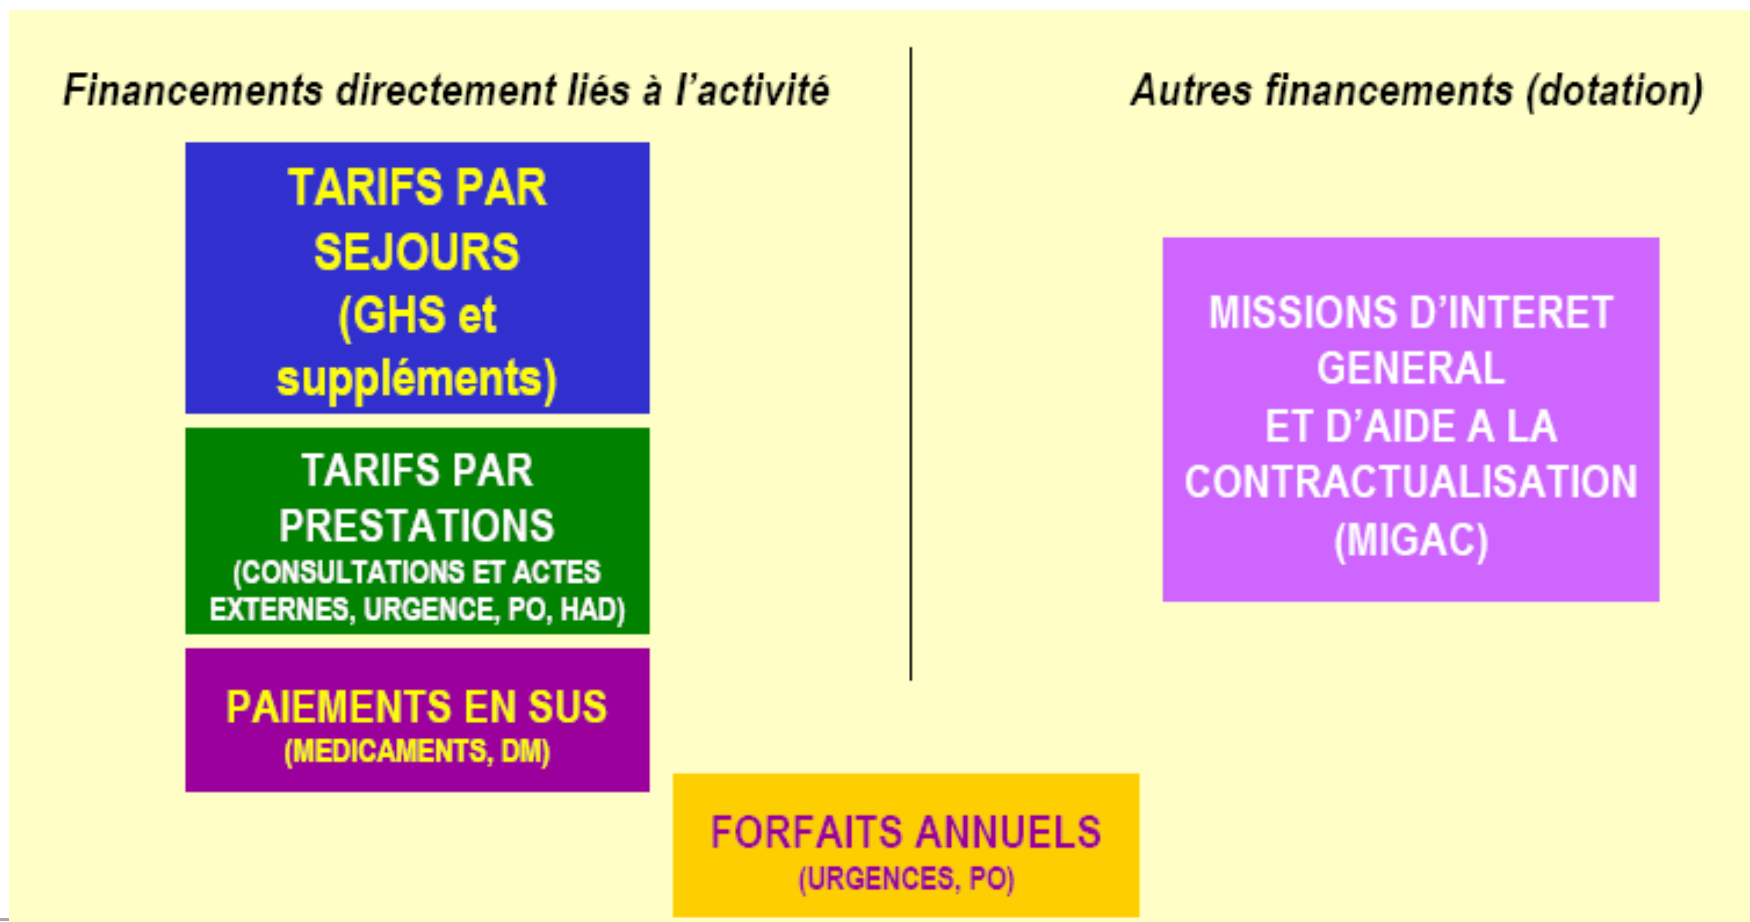 Financements directement liés à l'activité
TARIFS PAR
SEJOURS
(GHS et
suppléments)
TARIFS PAR
PRESTATIONS
(CONSULTATIONS ET ACTES
EXTERNES, URGENCE, PO, HAD)
PAIEMENTS EN SUS
(MEDICAMENTS, DM)
Autres financements (dotation)
MISSIONS D'INTERET
GENERAL
ET D'AIDE A LA
CONTRACTUALISATION
(MIGAC)
FORFAITS ANNUELS
(URGENCES, PO)